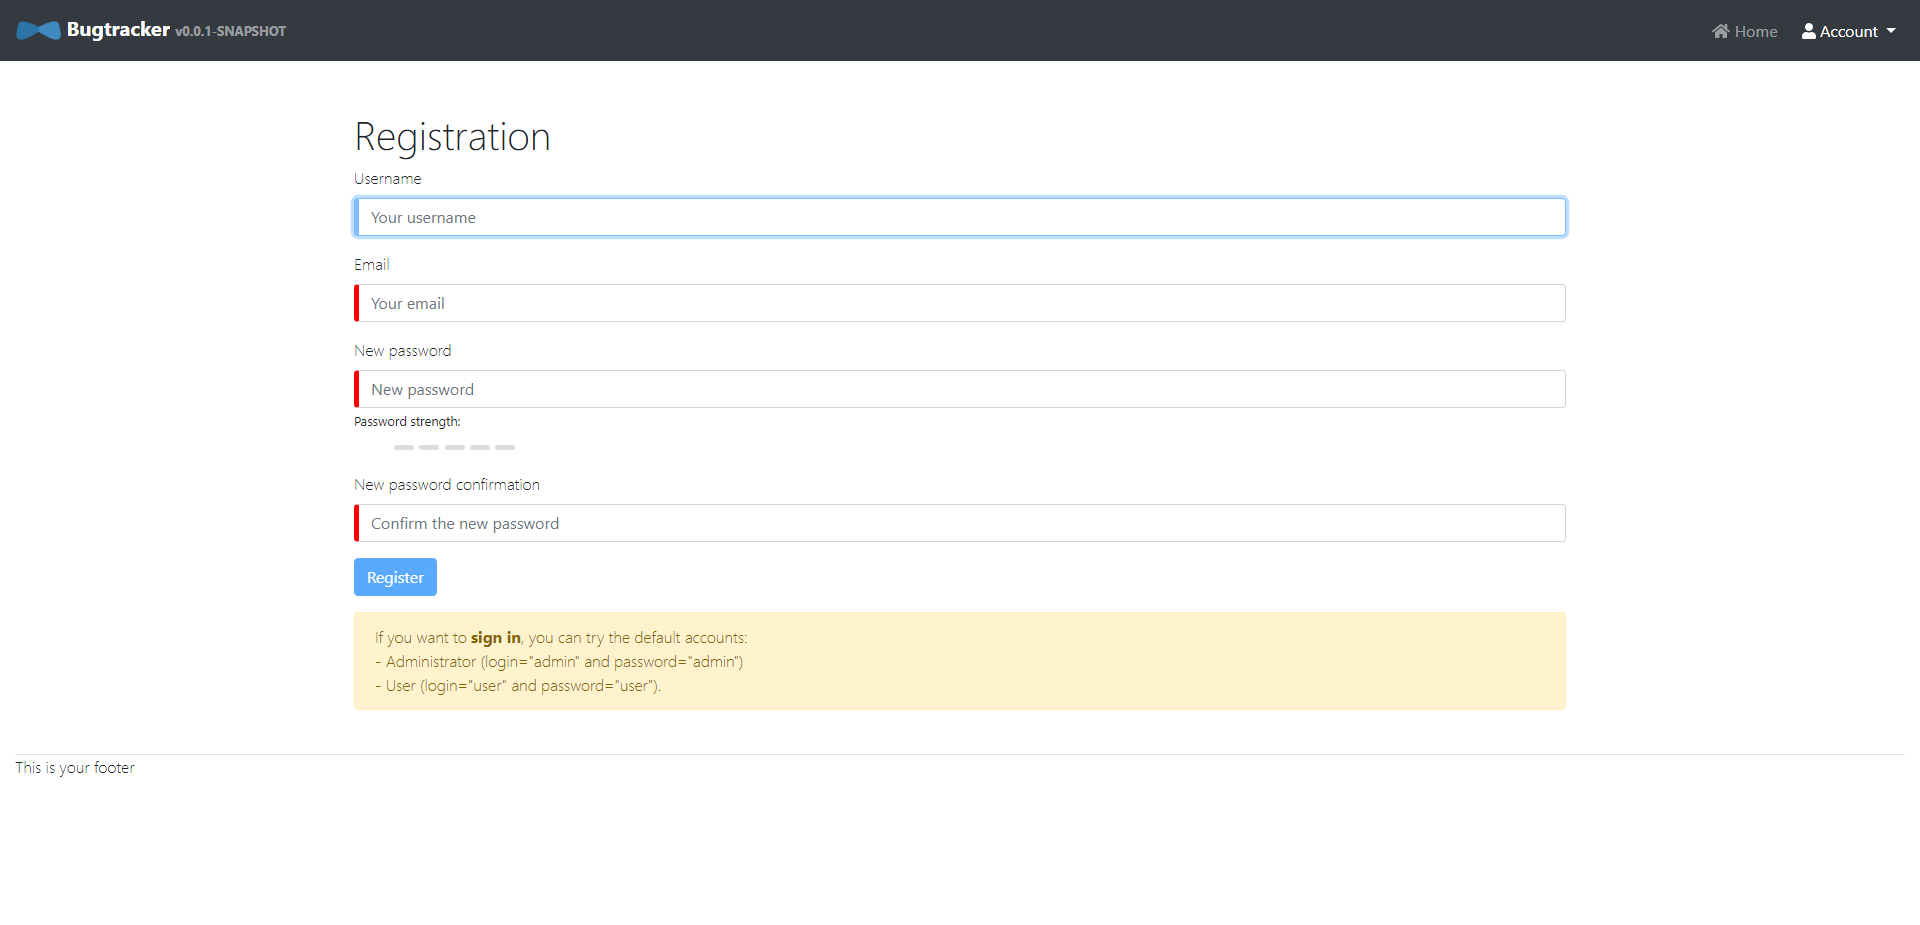 Bugtracker v0.0.1-SNAPSHOT
Home Account
Registration
Username
Your username
Email
Your email
New password
New password
Password strength:
New password confirmation
Confirm the new password
Register
If you want to sign in, you can try the default accounts:
- Administrator (login="admin" and password="admin")
- User (login="user" and password="user").
This is your footer